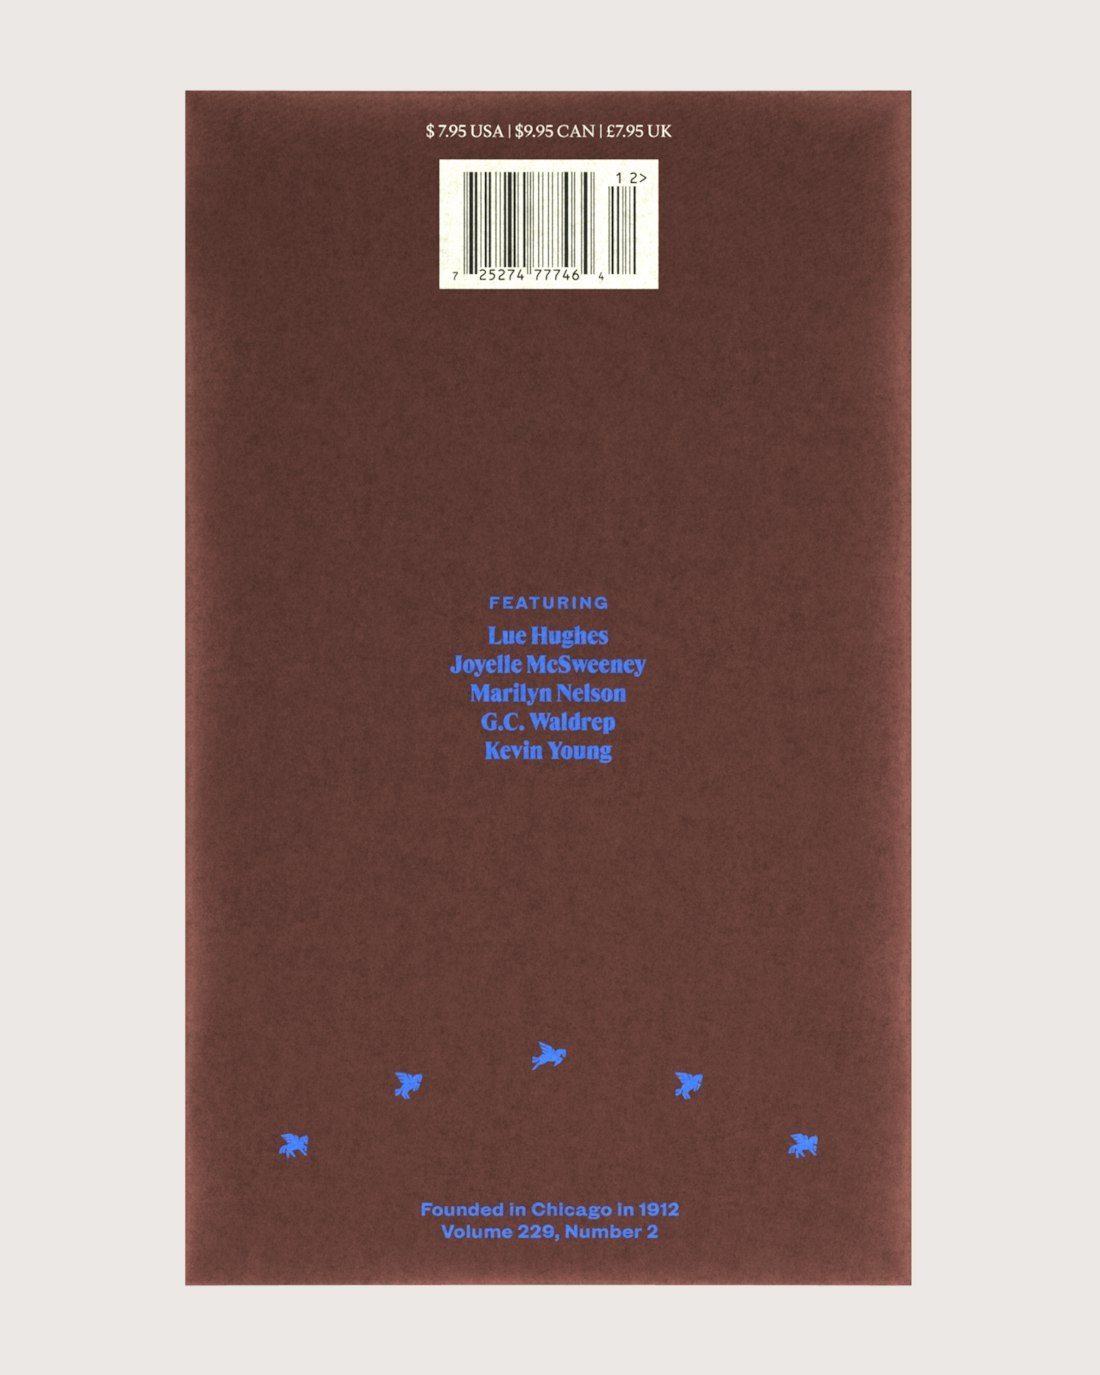 $ 7.95 USA | $9.95 CAN | £7.95 UK
1 2>
7 25274 77746 4
FEATURING
Lue Hughes
Joyelle McSweeney
Marilyn Nelson
G.C. Waldrep
Kevin Young
Founded in Chicago in 1912
Volume 229, Number 2